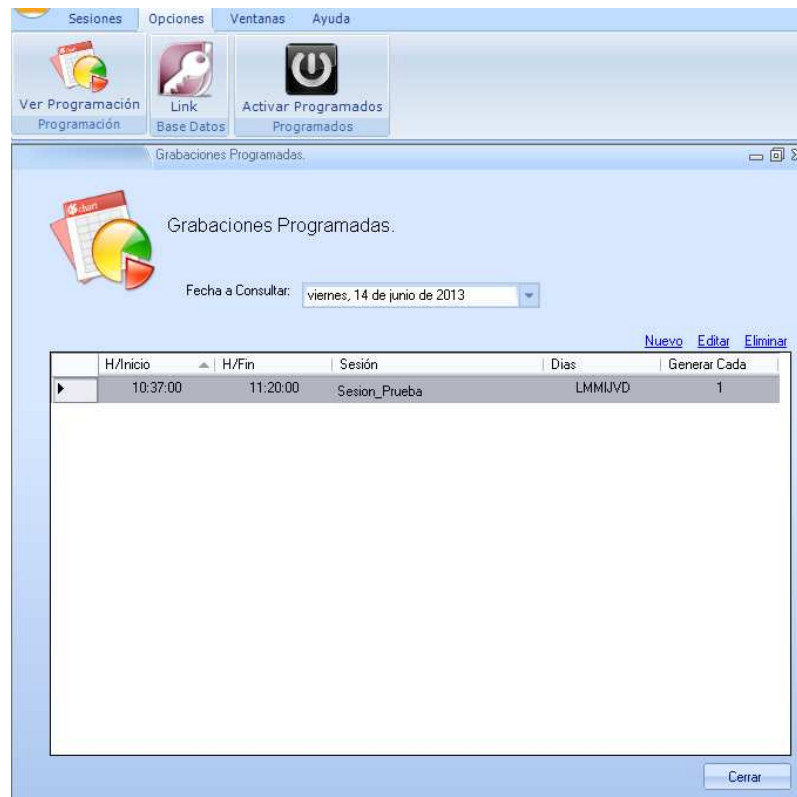 Sesiones Opciones Ventanas Ayuda
Ver Programación Link Activar Programados
Programación Base Datos Programados
Grabaciones Programadas.
chart
Grabaciones Programadas.
Fecha a Consultar: viernes, 14 de junio de 2013
Nuevo Editar Eliminar
H/Inicio H/Fin Sesión Dias Generar Cada
10:37:00 11:20:00 Sesion_Prueba LMMIJVD 1
Cerrar